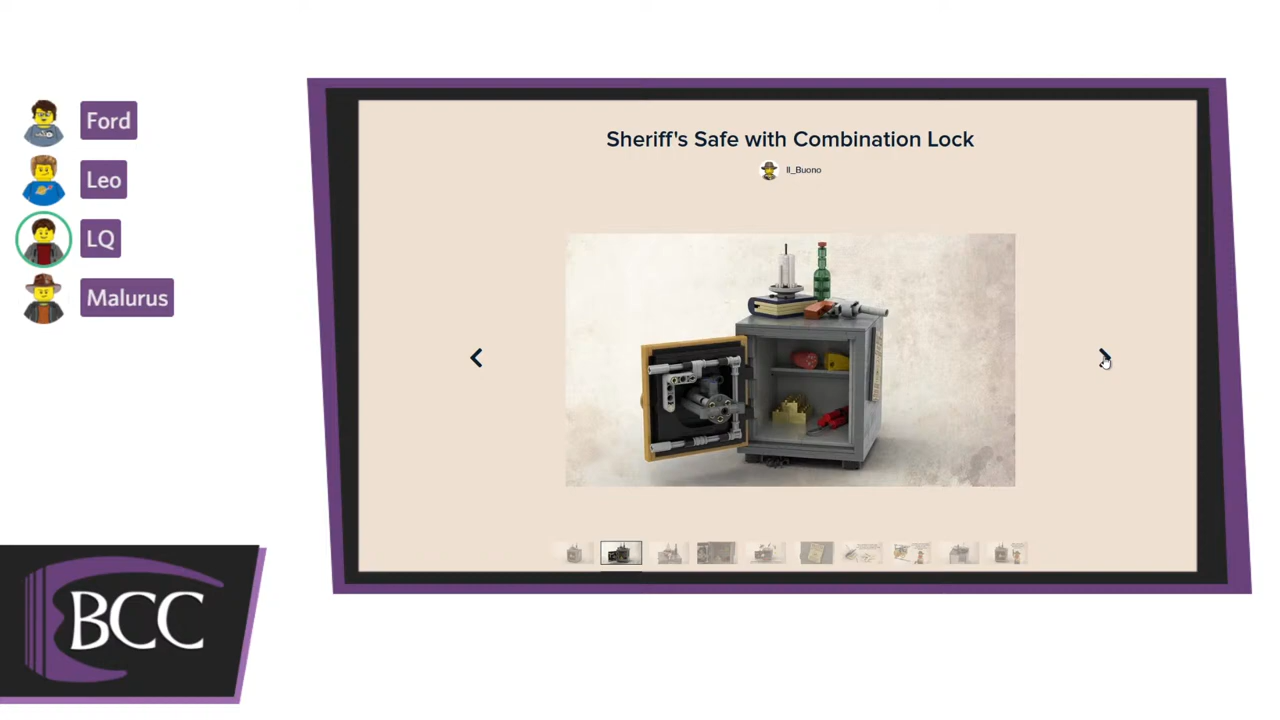 Ford
Leo
LQ
Malurus
Sheriff's Safe with Combination Lock
Il_Buono
BCC